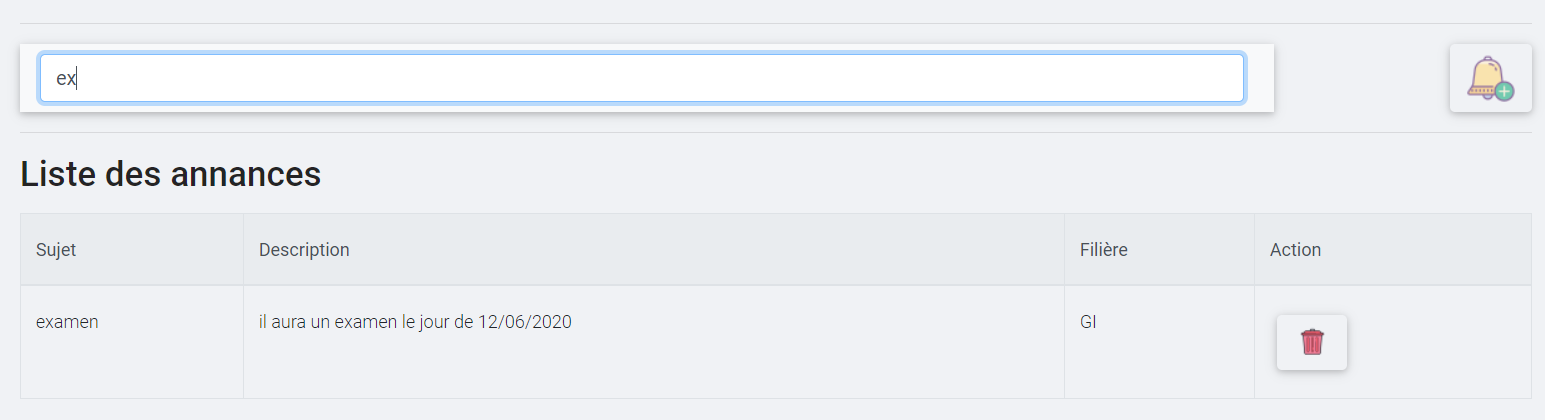 ex
Liste des annances
Sujet Description Filière Action
examen il aura un examen le jour de 12/06/2020 GI